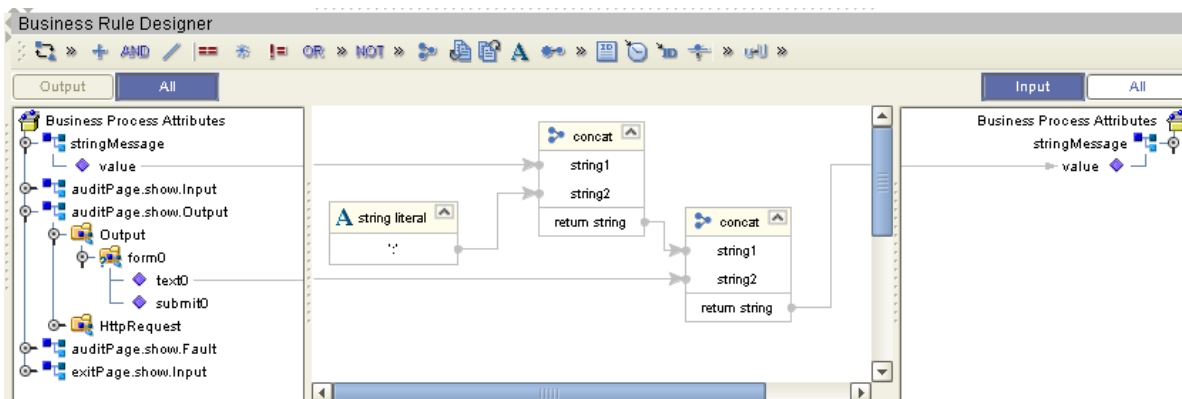 Business Rule Designer
» + AND / == != OR » NOT » A » ID ID » »
Output All Input All
Business Process Attributes
stringMessage
value
auditPage.show.Input
auditPage.show.Output
Output
form0
text0
submit0
HttpRequest
auditPage.show.Fault
exitPage.show.Input
A string literal
concat
string1
string2
return string
concat
string1
string2
return string
Business Process Attributes
stringMessage
value